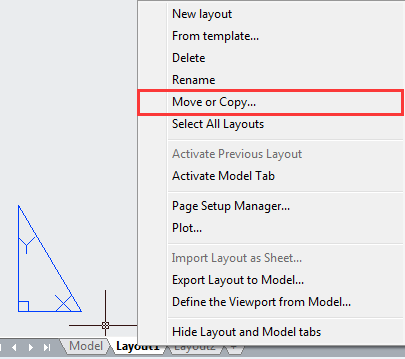 New layout
From template...
Delete
Rename
Move or Copy...
Select All Layouts
Activate Previous Layout
Activate Model Tab
Page Setup Manager...
Plot...
Import Layout as Sheet...
Export Layout to Model...
Define the Viewport from Model...
Hide Layout and Model tabs
Y
X
Model Layout1 Layout2 +